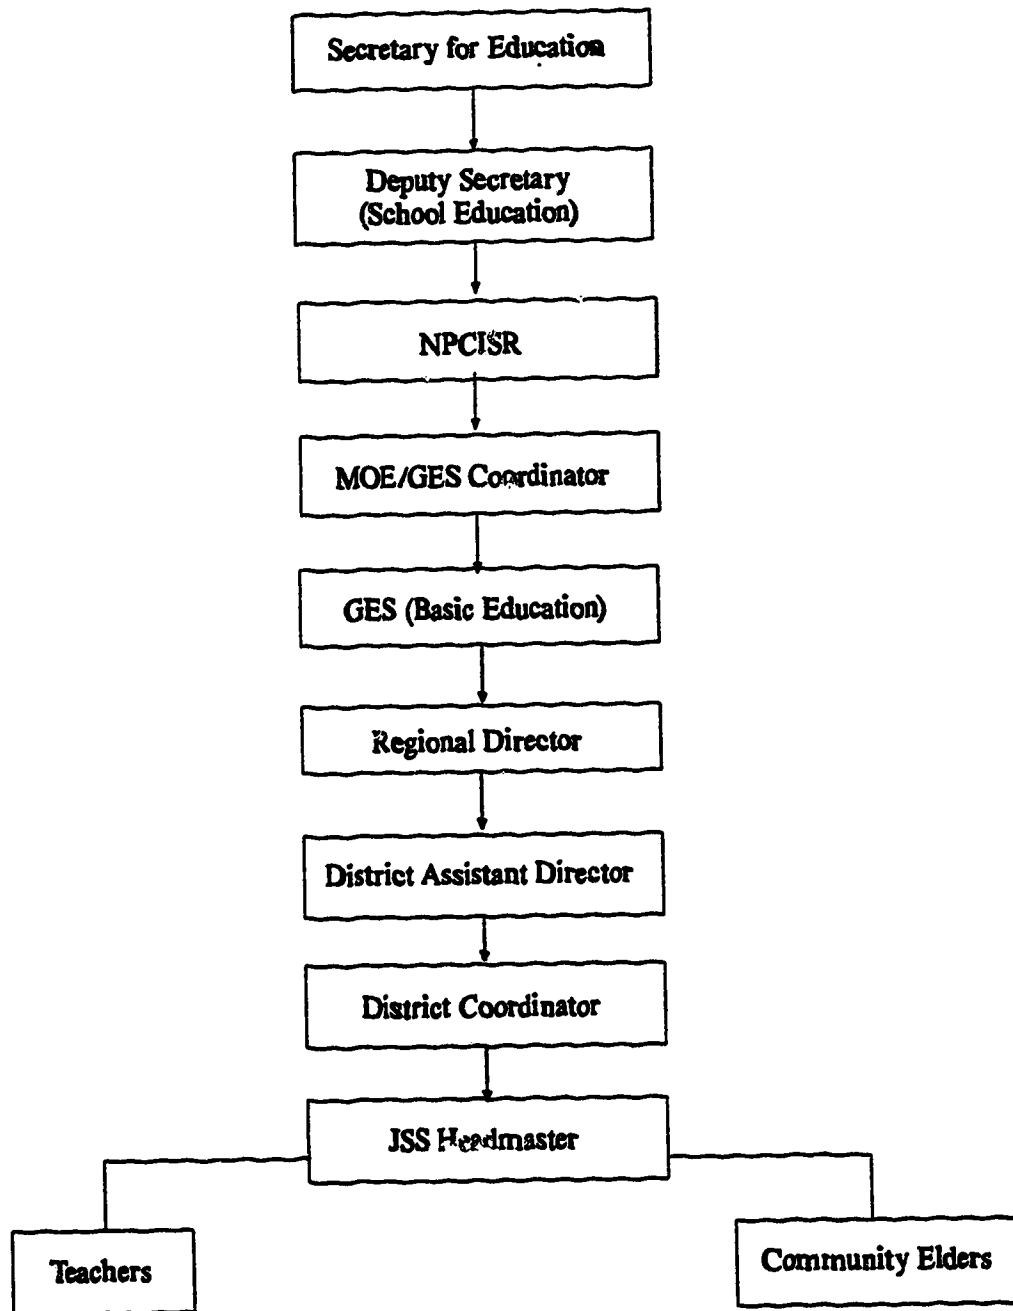 Secretary for Education
Deputy Secretary
(School Education)
NPCISR
MOE/GES Coordinator
GES (Basic Education)
Regional Director
District Assistant Director
District Coordinator
JSS Headmaster
Teachers
Community Elders